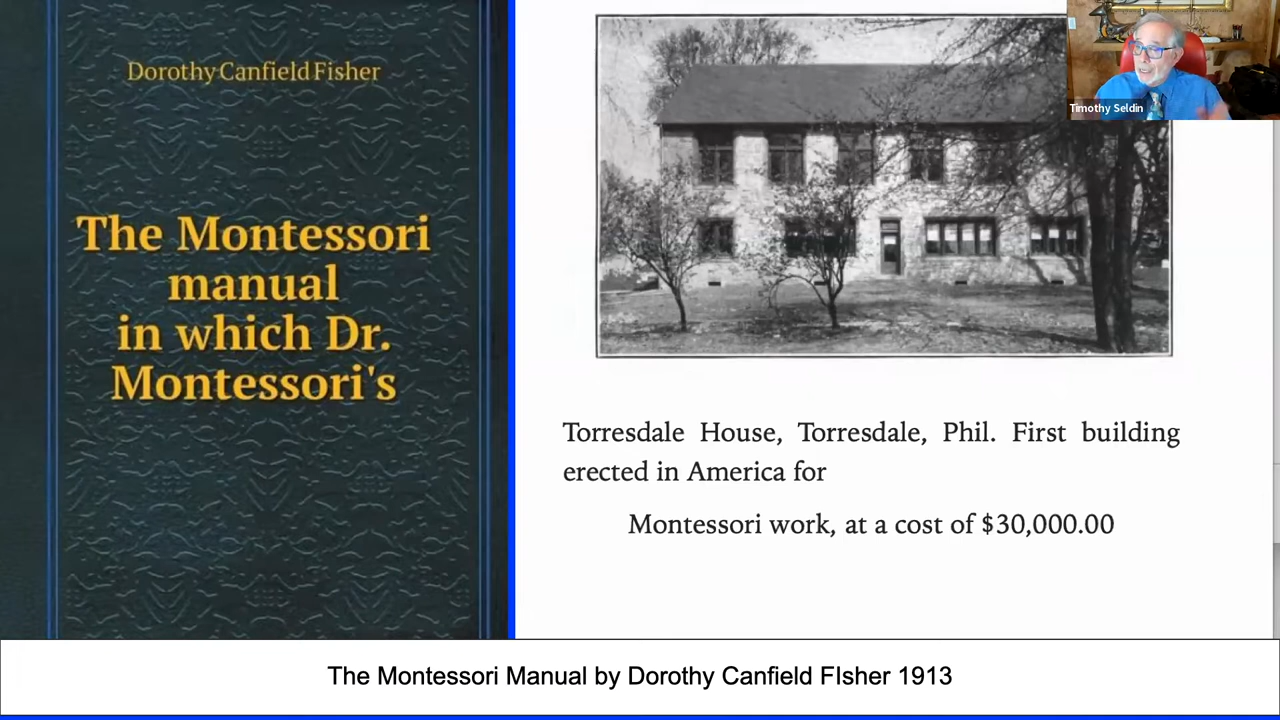 Dorothy Canfield Fisher
The Montessori
manual
in which Dr.
Montessori's
Timothy Seldin
Torresdale House, Torresdale, Phil. First building
erected in America for
Montessori work, at a cost of $30,000.00
The Montessori Manual by Dorothy Canfield FIsher 1913